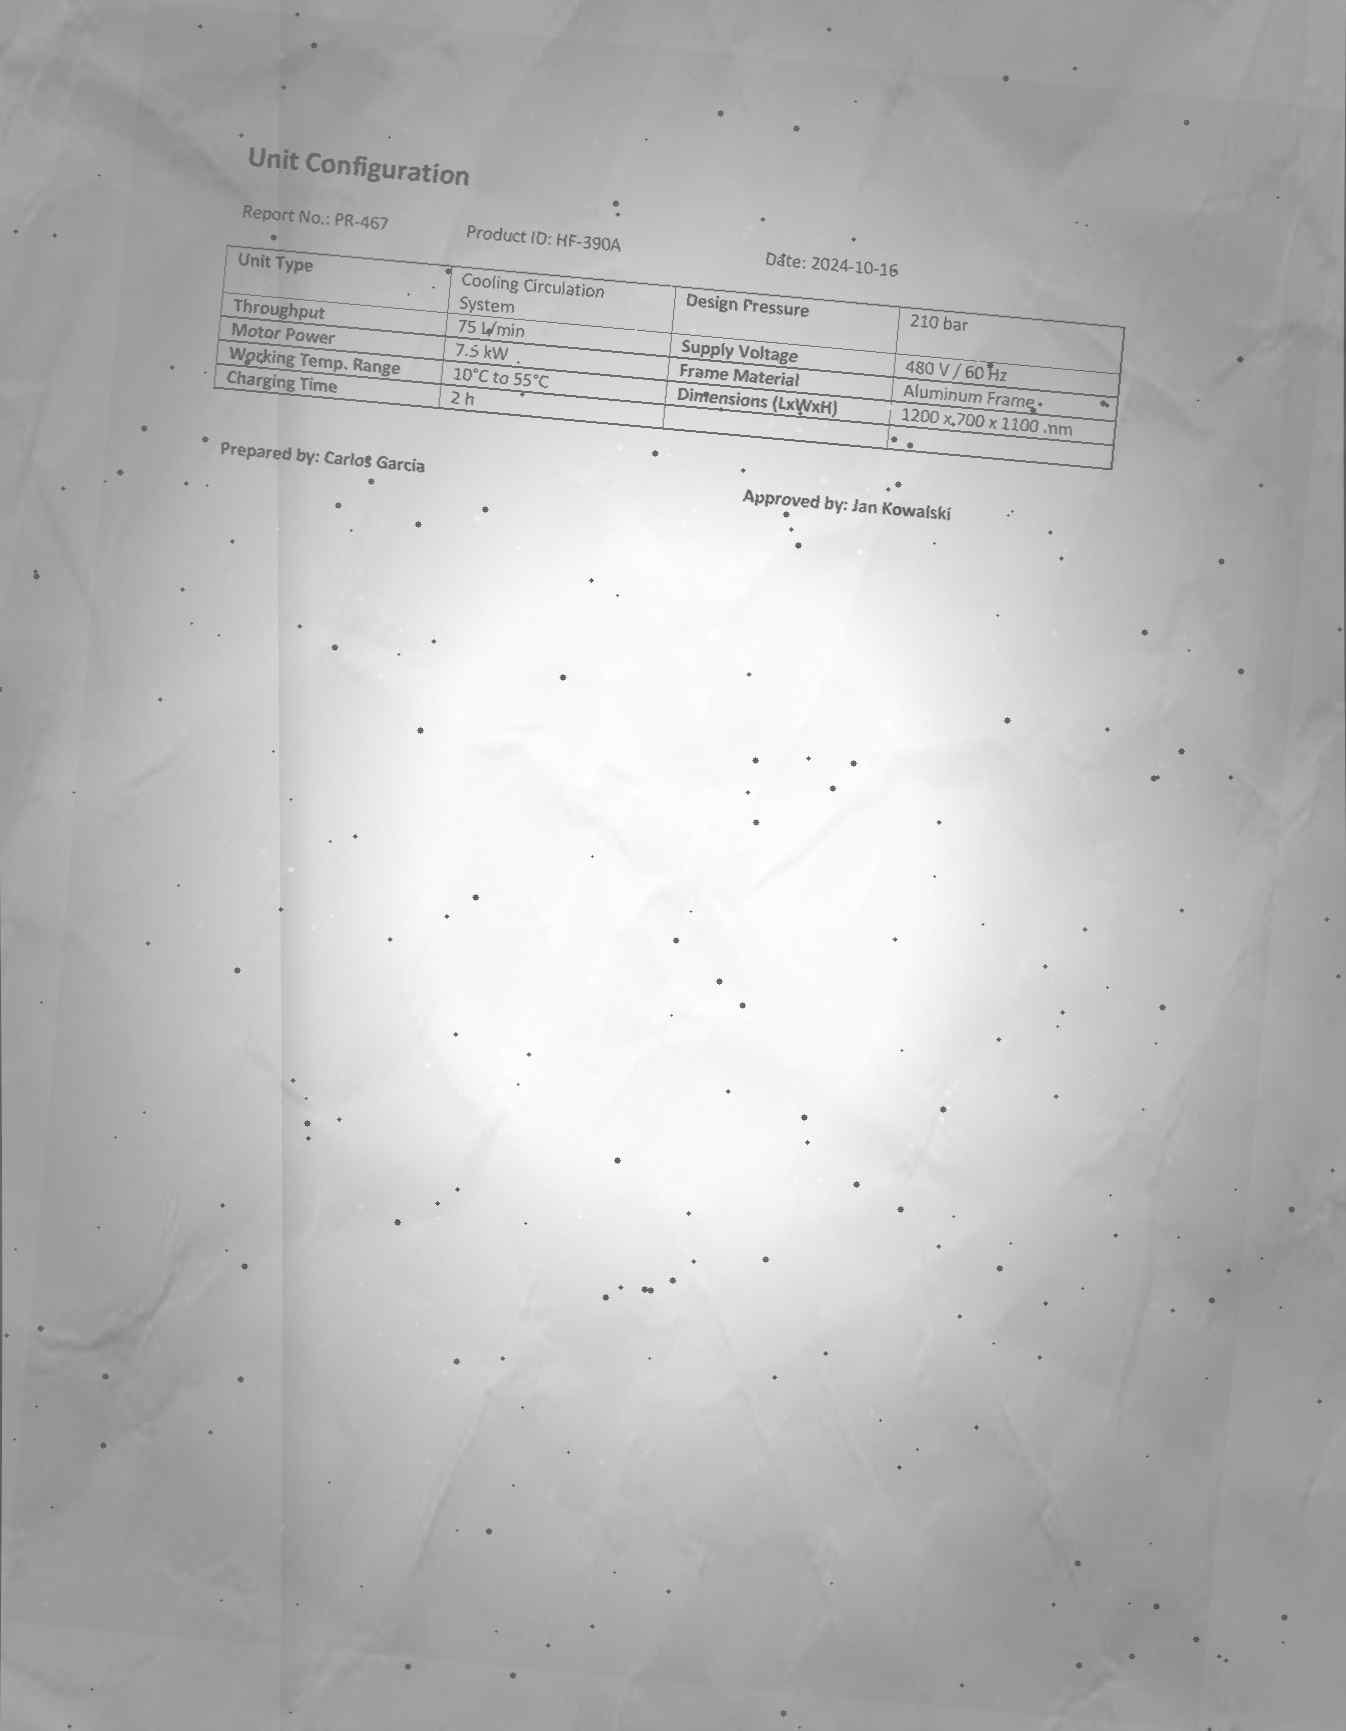 Unit Configuration
Report No.: PR-467 Product ID: HF-390A Date: 2024-10-16
Unit Type Cooling Circulation System Design Pressure 210 bar
Throughput 75 L/min Supply Voltage 480 V / 60 Hz
Motor Power 7.5 kW Frame Material Aluminum Frame
Working Temp. Range 10°C to 55°C Dimensions (LxWxH) 1200 x 700 x 1100 mm
Charging Time 2 h
Prepared by: Carlos Garcia Approved by: Jan Kowalski